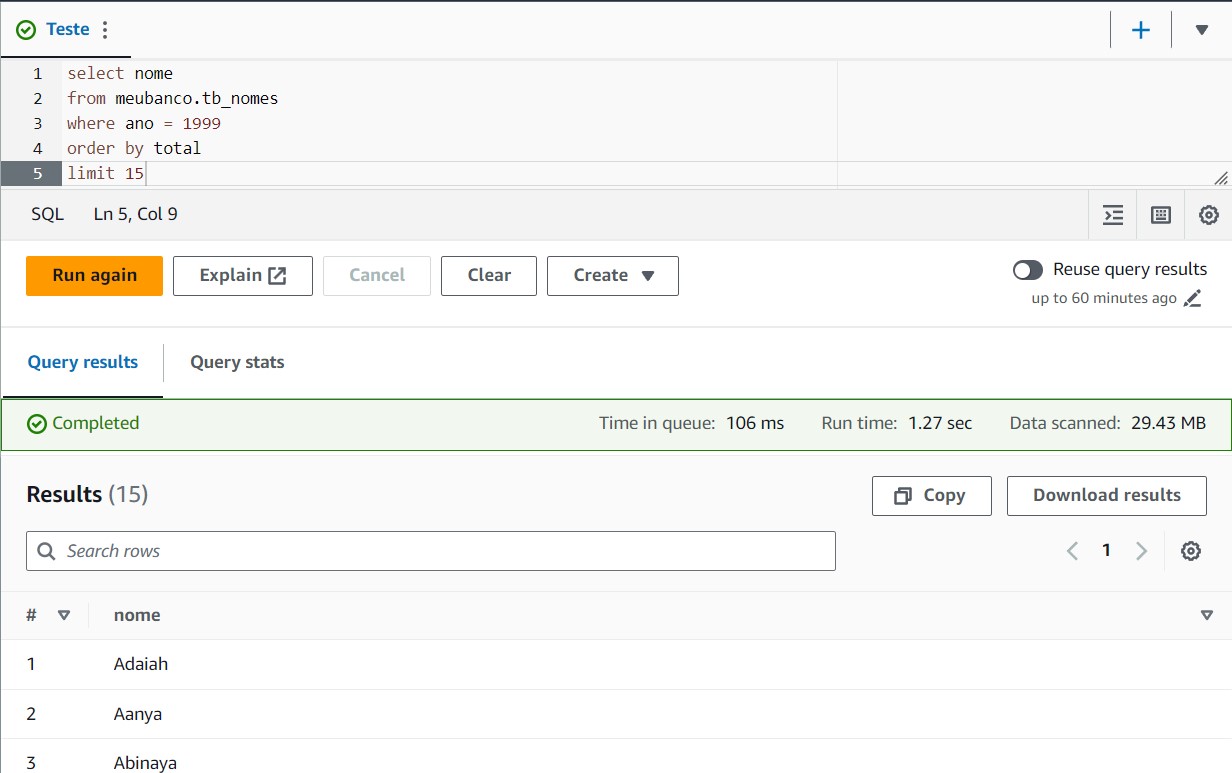 Teste
1 select nome
2 from meubanco.tb_nomes
3 where ano = 1999
4 order by total
5 limit 15
SQL Ln 5, Col 9
Run again Explain Cancel Clear Create Reuse query results
up to 60 minutes ago
Query results Query stats
Completed Time in queue: 106 ms Run time: 1.27 sec Data scanned: 29.43 MB
Results (15) Copy Download results
Search rows 1
# nome
1 Adaiah
2 Aanya
3 Abinaya